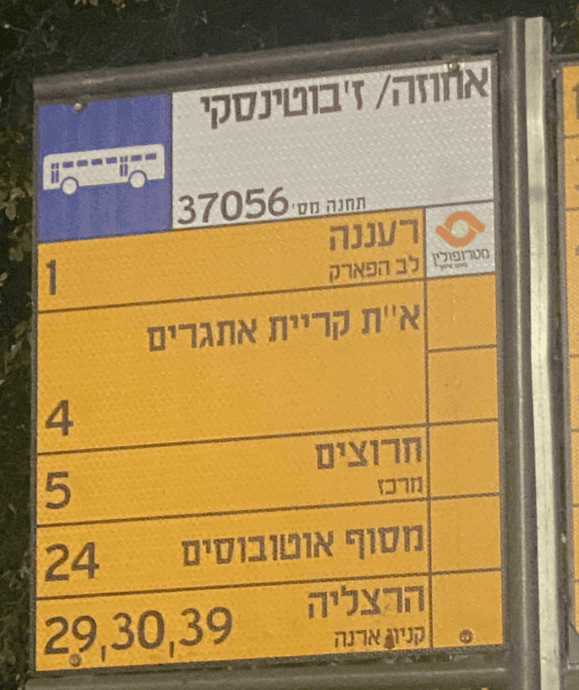 אחוזה/ ז'בוטינסקי
תחנה מס' 37056
מטרופולין
1 רעננה
לב הפארק
4 א"ת קריית אתגרים
5 חרוצים
מרכז
24 מסוף אוטובוסים
29,30,39 הרצליה
קניון ארנה